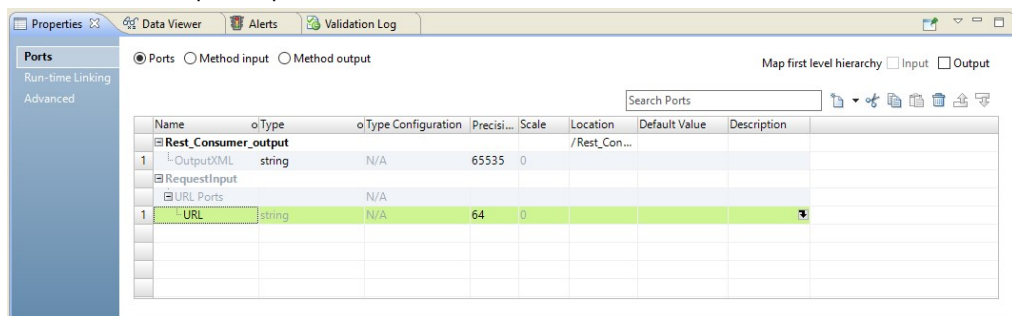 Properties Data Viewer Alerts Validation Log
Ports
Run-time Linking
Advanced
Ports Method input Method output
Map first level hierarchy Input Output
Search Ports
Name Type Type Configuration Precisi... Scale Location Default Value Description
Rest_Consumer_output /Rest_Con...
1 OutputXML string N/A 65535 0
RequestInput
URL Ports N/A
1 URL string N/A 64 0